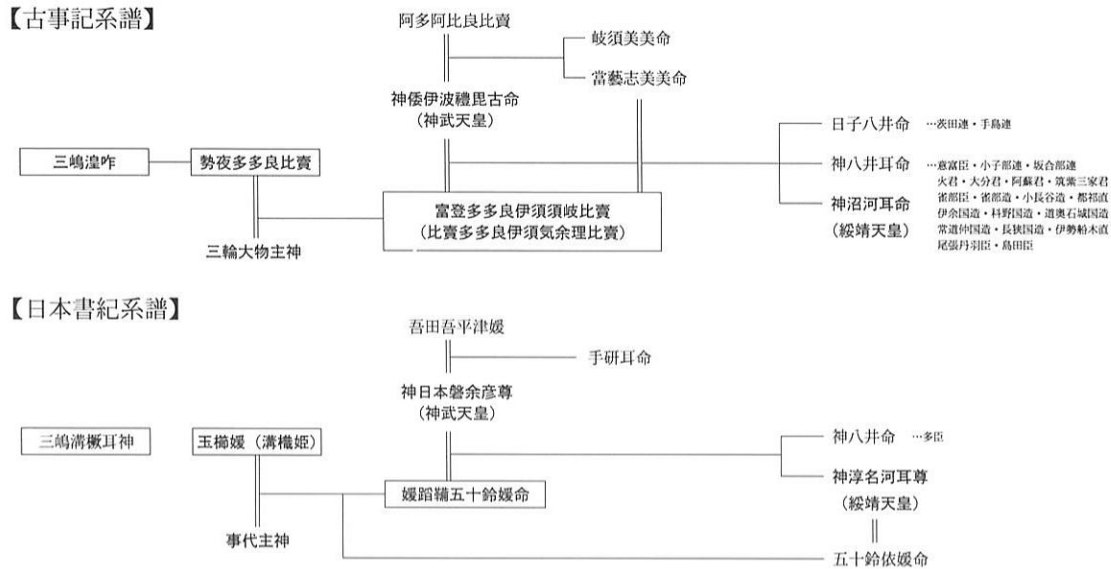 【古事記系譜】
阿多阿比良比賣
岐須美美命
當藝志美美命
神倭伊波禮毘古命
(神武天皇)
日子八井命 …茨田連・手島連
三嶋湟咋
勢夜多多良比賣
神八井耳命 …意富臣・小子部連・坂合部連
火君・大分君・阿蘇君・筑紫三家君
雀部臣・雀部造・小長谷造・都祁直
伊余国造・科野国造・道奥石城国造
常道仲国造・長狭国造・伊勢船木直
尾張丹羽臣・島田臣
富登多多良伊須須岐比賣
(比賣多多良伊須気余理比賣)
神沼河耳命
(綏靖天皇)
三輪大物主神
【日本書紀系譜】
吾田吾平津媛
手研耳命
神日本磐余彦尊
(神武天皇)
三嶋溝橛耳神
玉櫛媛(溝樴姫)
神八井命 …多臣
媛蹈鞴五十鈴媛命
神渟名河耳尊
(綏靖天皇)
事代主神
五十鈴依媛命